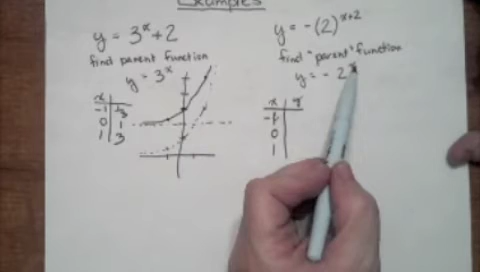 Examples
y = 3^x + 2
find parent function
y = 3^x
x
-1 | 1/3
0 | 1
1 | 3
y = -(2)^{x+2}
find "parent" function
y = -2^x
x | y
-1 |
0 |
1 |